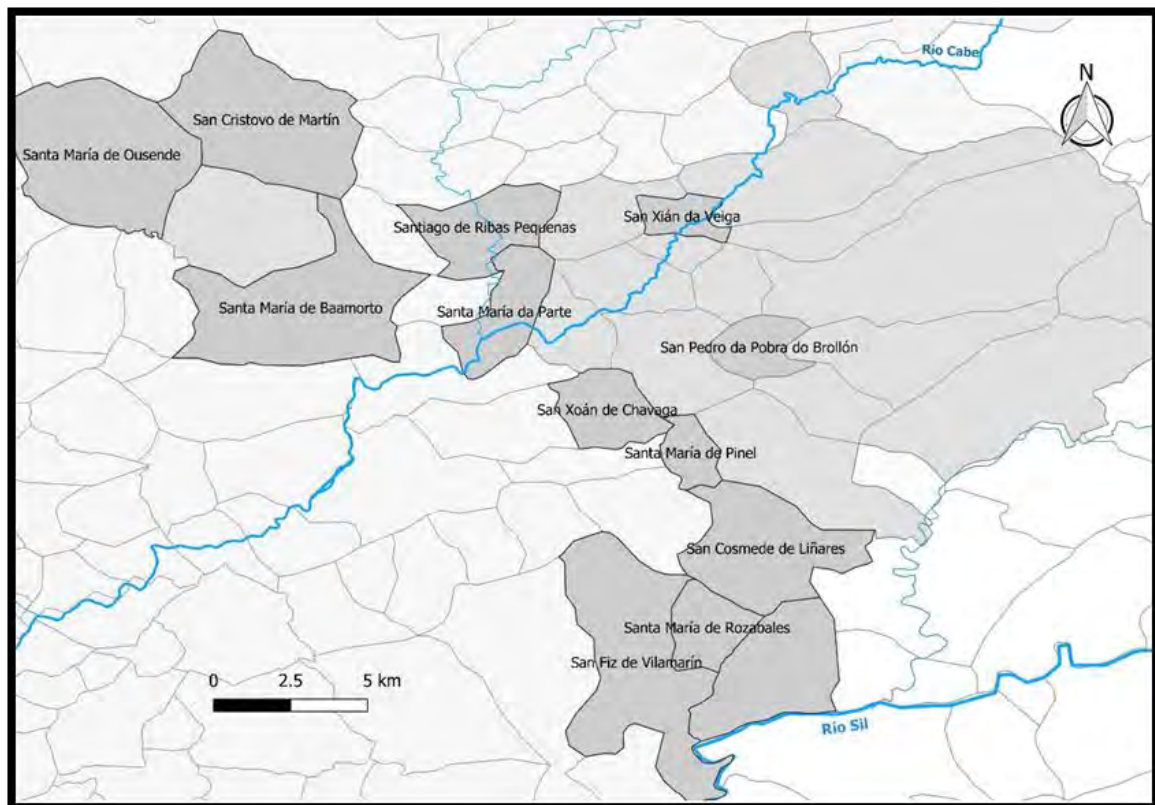 Río Cabe
N
San Cristovo de Martín
Santa María de Ousende
San Xián da Veiga
Santiago de Ribas Pequenas
Santa María de Baamorto
Santa María da Parte
San Pedro da Pobra do Brollón
San Xoán de Chavaga
Santa María de Pinel
San Cosmede de Liñares
Santa María de Rozabales
San Fiz de Vilamarín
0 2.5 5 km
Río Sil